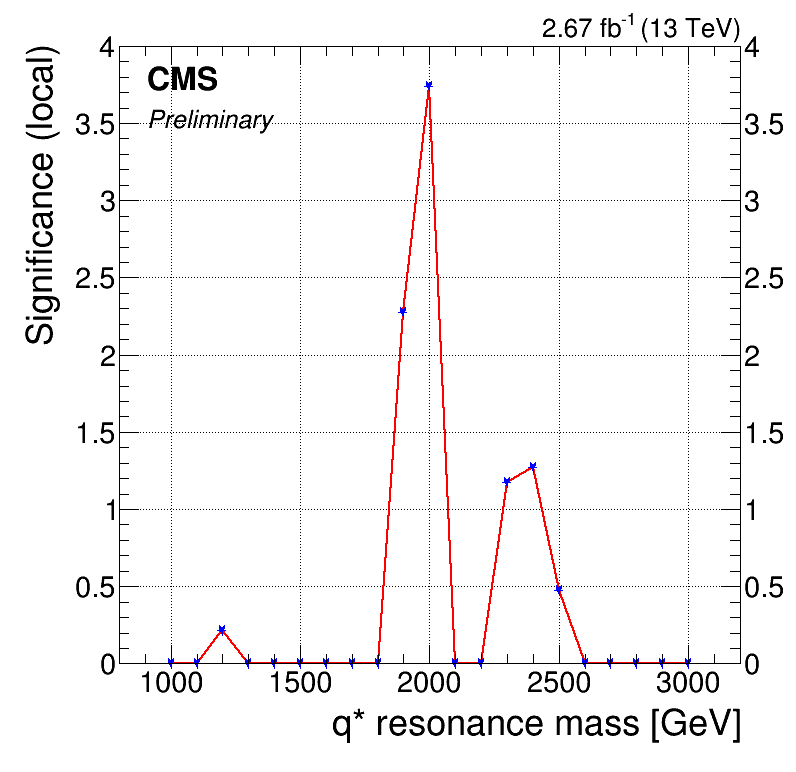 2.67 fb⁻¹ (13 TeV)
CMS
Preliminary
Significance (local)
4 4
3.5 3.5
3 3
2.5 2.5
2 2
1.5 1.5
1 1
0.5 0.5
0 0
1000 1500 2000 2500 3000
q* resonance mass [GeV]